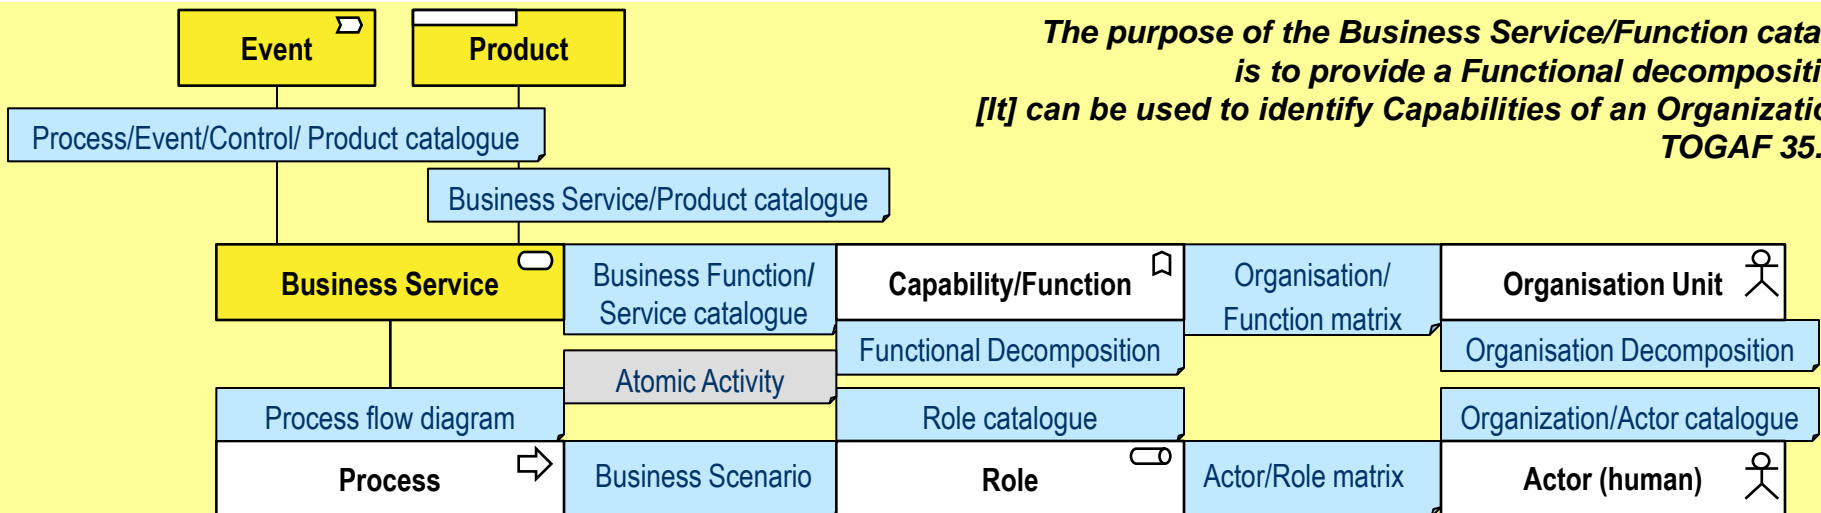 Event
Product
The purpose of the Business Service/Function
is to provide a Functional
[It] can be used to identify Capabilities of an
TOGAF 35.
Process/Event/Control/ Product catalogue
Business Service/Product catalogue
Business Service
Business Function/
Service catalogue
Capability/Function
Organisation/
Function matrix
Organisation Unit
Functional Decomposition
Organisation Decomposition
Atomic Activity
Process flow diagram
Role catalogue
Organization/Actor catalogue
Process
Business Scenario
Role
Actor/Role matrix
Actor (human)